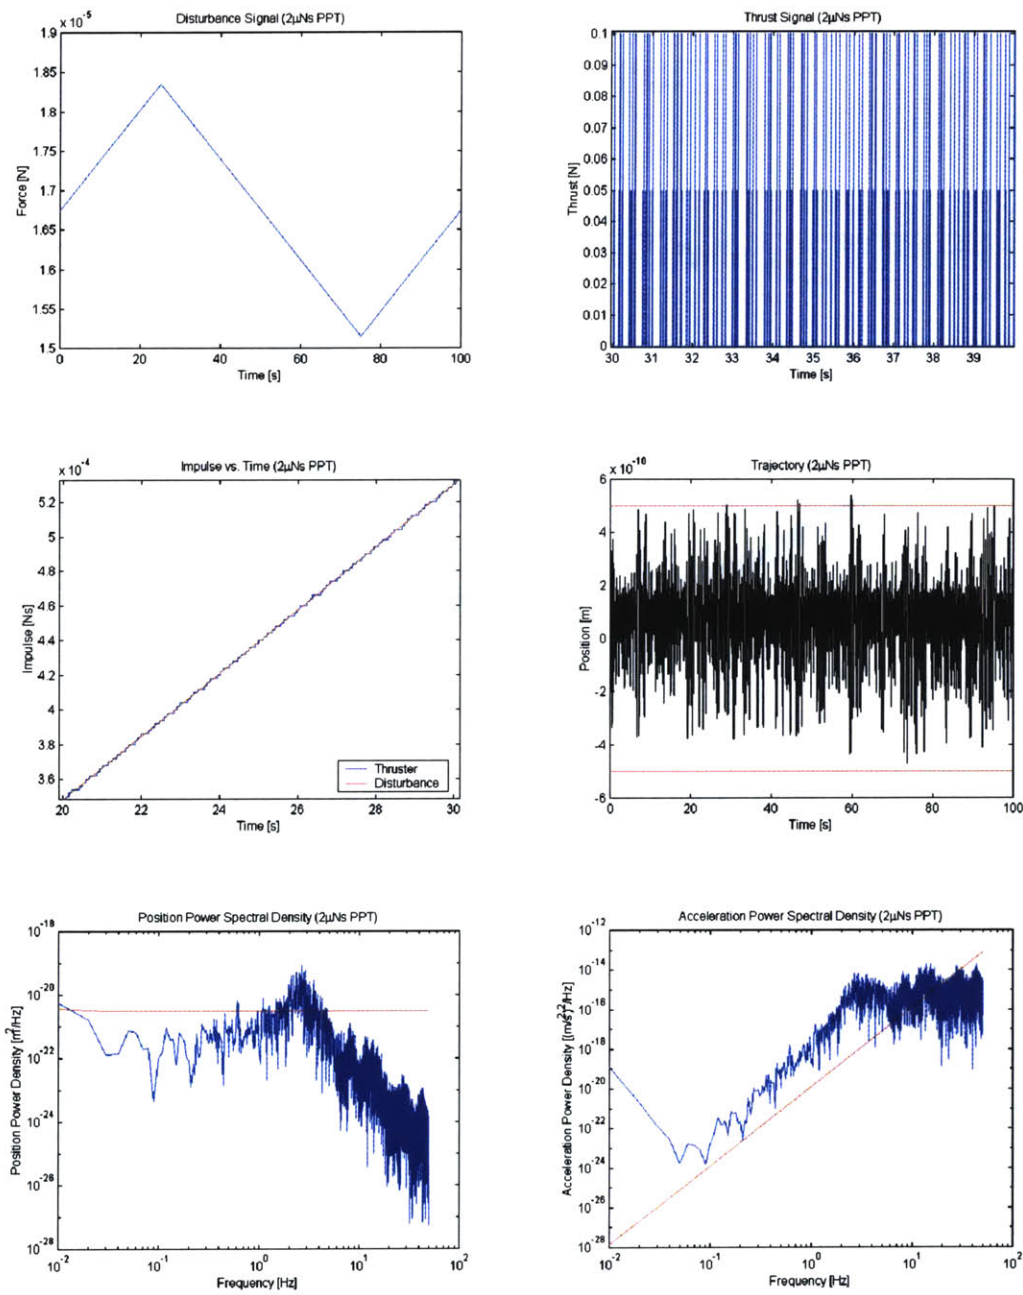 Disturbance Signal (2μNs PPT)
x 10^-5
1.9
1.85
1.8
1.75
1.7
1.65
1.6
1.55
1.5
Force [N]
0 20 40 60 80 100
Time [s]
Thrust Signal (2μNs PPT)
0.1
0.09
0.08
0.07
0.06
0.05
0.04
0.03
0.02
0.01
0
Thrust [N]
30 31 32 33 34 35 36 37 38 39
Time [s]
Impulse vs. Time (2μNs PPT)
x 10^-4
5.2
5
4.8
4.6
4.4
4.2
4
3.8
3.6
Impulse [Ns]
Thruster
Disturbance
20 22 24 26 28 30
Time [s]
Trajectory (2μNs PPT)
x 10^-10
6
4
2
0
-2
-4
-6
Position [m]
0 20 40 60 80 100
Time [s]
Position Power Spectral Density (2μNs PPT)
10^-18
10^-20
10^-22
10^-24
10^-26
10^-28
Position Power Density [m^2/Hz]
10^-2 10^-1 10^0 10^1 10^2
Frequency [Hz]
Acceleration Power Spectral Density (2μNs PPT)
10^-12
10^-14
10^-16
10^-18
10^-20
10^-22
10^-24
10^-26
10^-28
Acceleration Power Density [(m/s^2)^2/Hz]
10^-2 10^-1 10^0 10^1 10^2
Frequency [Hz]